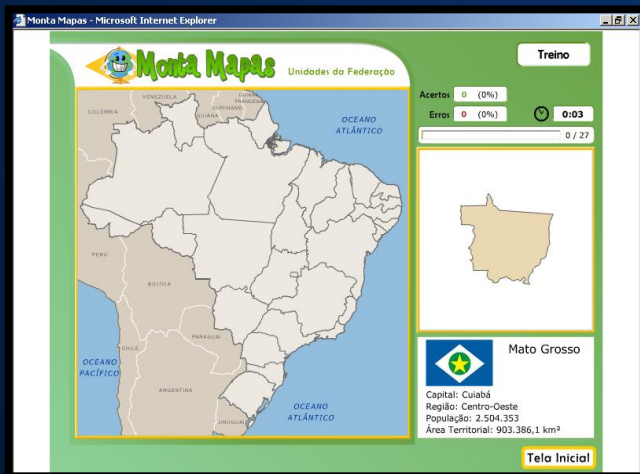 Monta Mapas - Microsoft Internet Explorer
Monta Mapas
Unidades da Federação
Treino
Acertos 0 (0%)
Erros 0 (0%)
0:03
0 / 27
VENEZUELA
GUIANA FRANCESA
SURINAME
GUIANA
COLÔMBIA
OCEANO
ATLÂNTICO
PERU
BOLÍVIA
PARAGUAI
CHILE
OCEANO
PACÍFICO
ARGENTINA
OCEANO
ATLÂNTICO
URUGUAI
Mato Grosso
Capital: Cuiabá
Região: Centro-Oeste
População: 2.504.353
Área Territorial: 903.386,1 km²
Tela Inicial